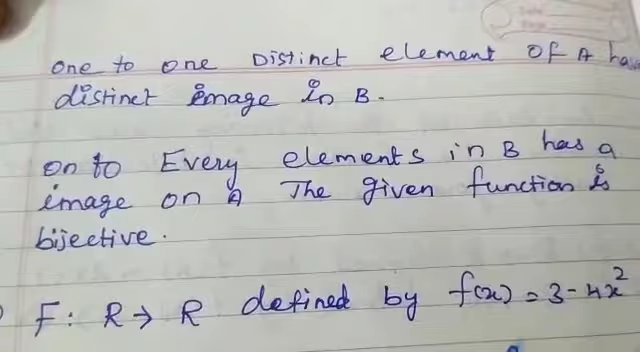 one to one Distinct element of A has
distinct image in B.
on to Every elements in B has a
image on A The given function is
bijective.
F: R → R defined by f(x) = 3 - 4x²